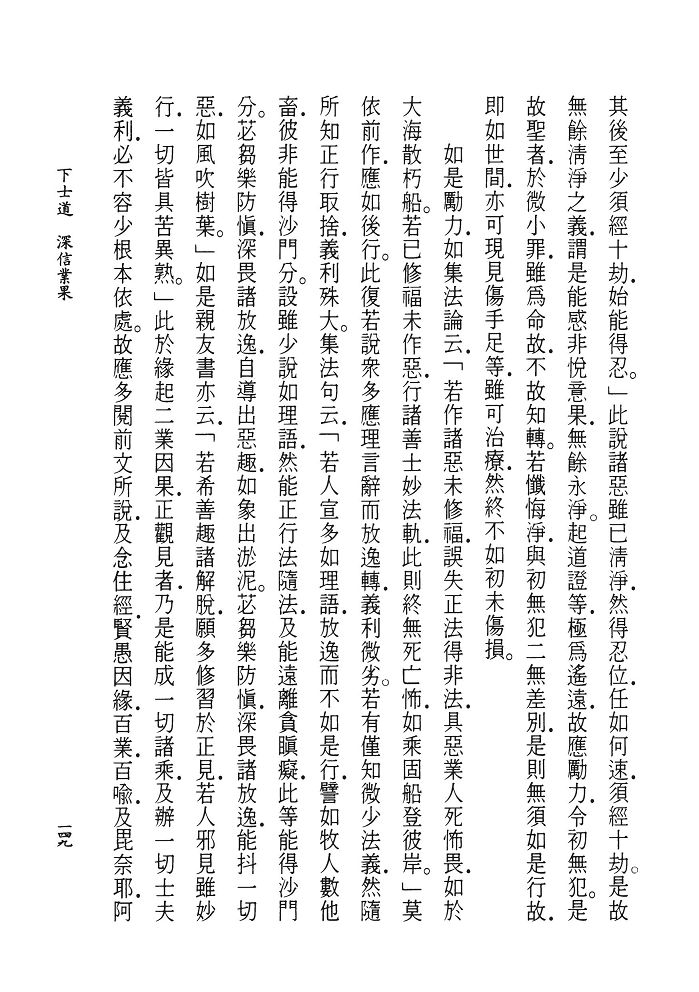 其後至少須經十劫．始能得忍。」此說諸惡雖已清淨．然得忍位．任如何速．須經十劫。是故
無餘清淨之義．謂是能感非悅意果．無餘永淨。起道證等．極爲遙遠．故應勵力．令初無犯。是
故聖者．於微小罪．雖爲命故．不故知轉。若懺悔淨．與初無犯二無差別．是則無須如是行故．
即如世間．亦可現見傷手足等．雖可治療．然終不如初未傷損。
如是勵力．如集法論云．「若作諸惡未修福．誤失正法得非法．具惡業人死怖畏．如於
大海散朽船。若已修福未作惡．行諸善士妙法軌．此則終無死亡怖．如乘固船登彼岸。」莫
依前作．應如後行。此復若說衆多應理言辭而放逸轉．義利微劣。若有僅知微少法義．然隨
所知正行取捨．義利殊大。集法句云．「若人宣多如理語．放逸而不如是行．譬如牧人數他
畜．彼非能得沙門分。設雖少說如理語．然能正行法隨法．及能遠離貪瞋癡．此等能得沙門
分。苾芻樂防愼．深畏諸放逸．自導出惡趣．如象出淤泥。苾芻樂防愼．深畏諸放逸．能抖一切
惡．如風吹樹葉。」如是親友書亦云．「若希善趣諸解脫．願多修習於正見．若人邪見雖妙
行．一切皆具苦異熟。」此於緣起二業因果．正觀見者．乃是能成一切諸乘．及辦一切士夫
義利．必不容少根本依處。故應多閱前文所說．及念住經．賢愚因緣．百業．百喩．及毘奈耶．阿
下士道　深信業果
一四九